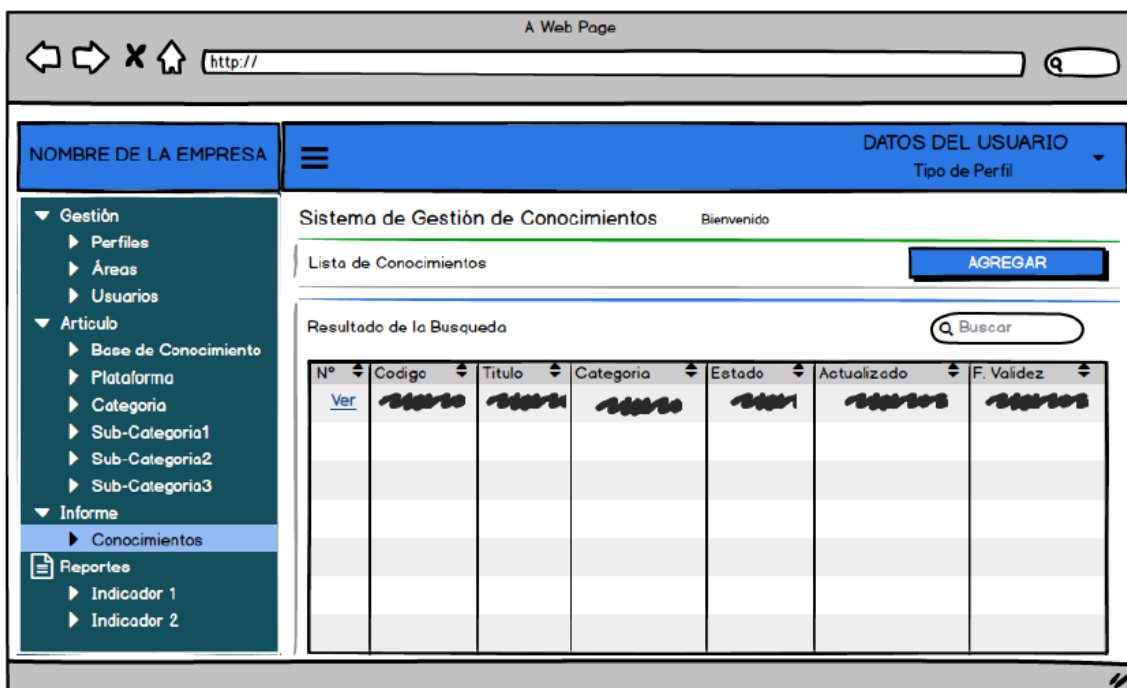 A Web Page
http://
NOMBRE DE LA EMPRESA
DATOS DEL USUARIO
Tipo de Perfil
Gestión
Perfiles
Áreas
Usuarios
Articulo
Base de Conocimiento
Plataforma
Categoria
Sub-Categoria1
Sub-Categoria2
Sub-Categoria3
Informe
Conocimientos
Reportes
Indicador 1
Indicador 2
Sistema de Gestión de Conocimientos Bienvenido
Lista de Conocimientos AGREGAR
Resultado de la Busqueda Buscar
Nº Codigo Titulo Categoria Estado Actualizado F. Validez
Ver